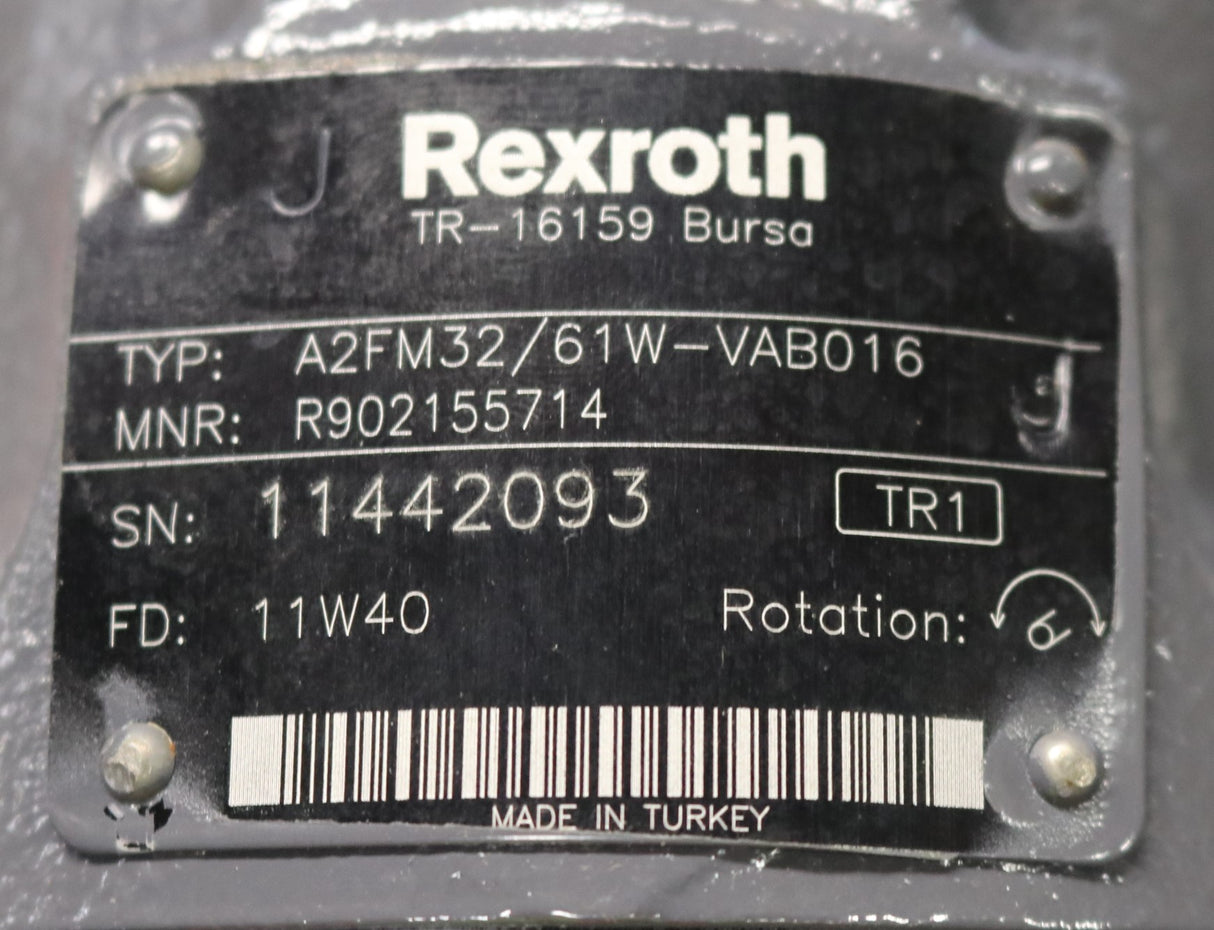 J
Rexroth
TR-16159 Bursa
TYP: A2FM32/61W-VAB016
MNR: R902155714
J
SN: 11442093
TR1
FD: 11W40
Rotation:
MADE IN TURKEY